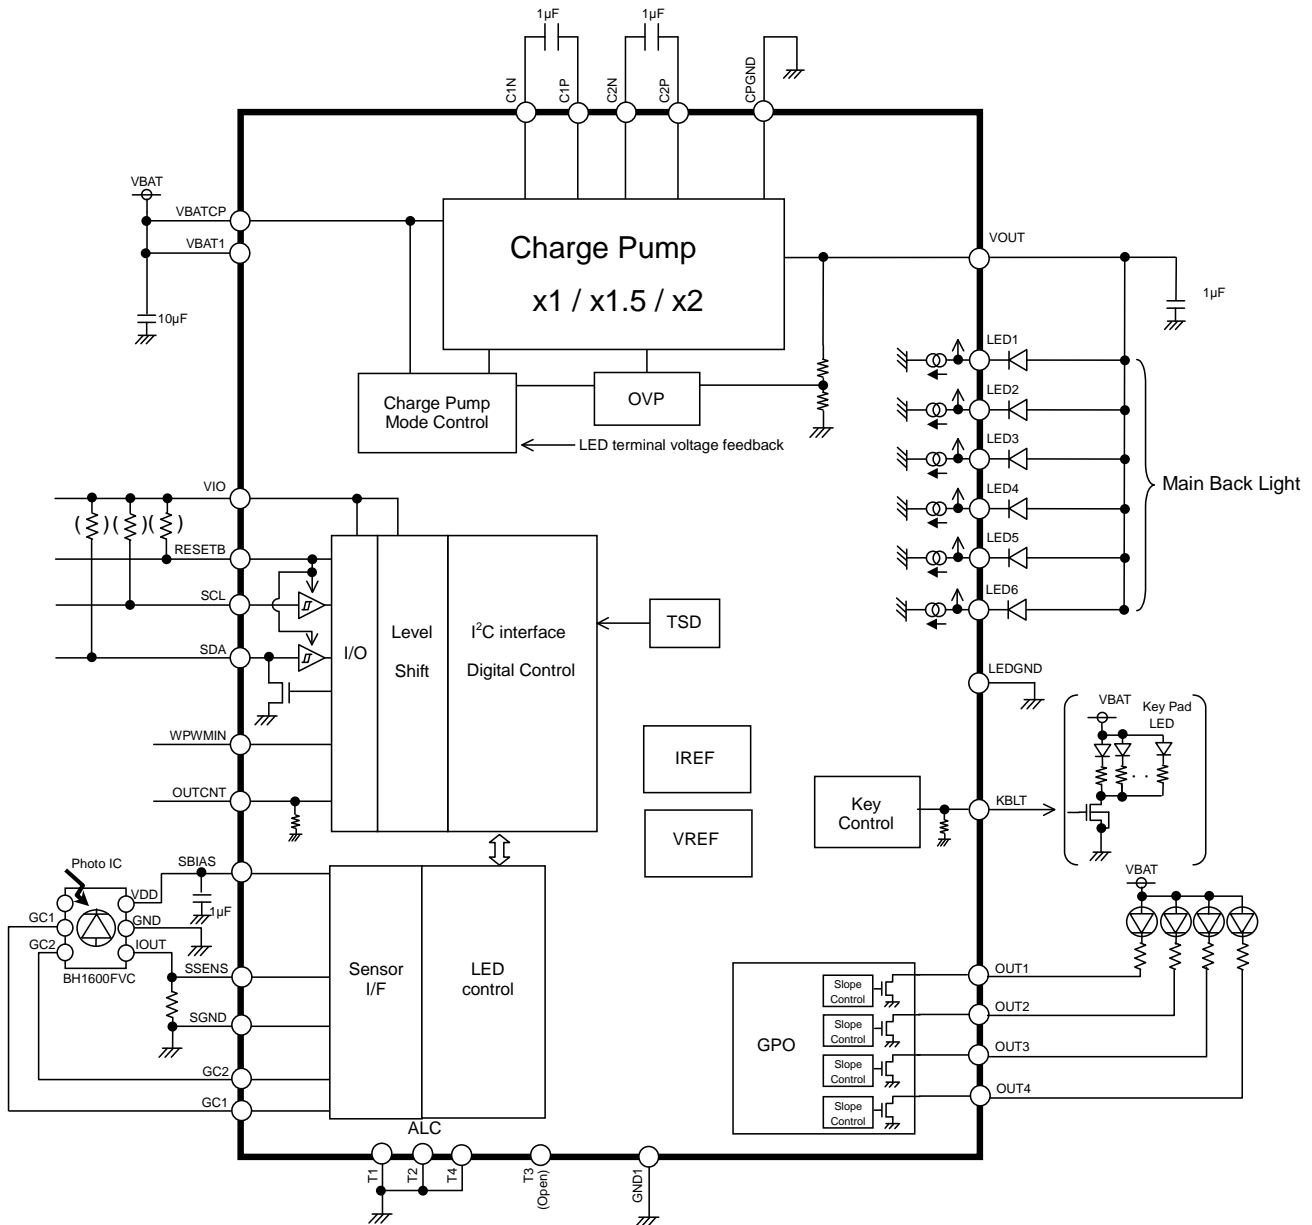 1μF
1μF
C1N
C1P
C2N
C2P
CPGND
VBAT
VBATCP
VBAT1
10μF
Charge Pump
x1 / x1.5 / x2
VOUT
1μF
Charge Pump
Mode Control
OVP
LED terminal voltage feedback
LED1
LED2
LED3
LED4
LED5
LED6
Main Back Light
VIO
( ) ( ) ( )
RESETB
SCL
SDA
I/O
Level
Shift
I²C interface
Digital Control
TSD
LEDGND
WPWMIN
OUTCNT
IREF
VREF
Key
Control
KBLT
VBAT
Key Pad
LED
. .
Photo IC
SBIAS
VDD
1μF
GC1
GND
GC2
IOUT
BH1600FVC
SSENS
SGND
GC2
GC1
Sensor
I/F
LED
control
ALC
VBAT
GPO
Slope
Control
Slope
Control
Slope
Control
Slope
Control
OUT1
OUT2
OUT3
OUT4
T1
T2
T4
T3
(Open)
GND1